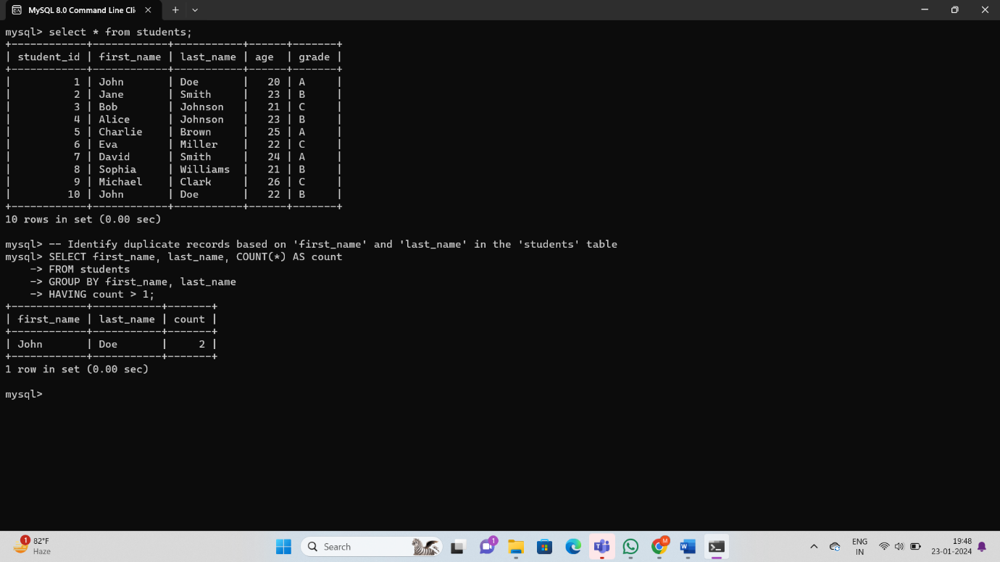 MySQL 8.0 Command Line Cli
mysql> select * from students;
+------------+------------+-----------+------+-------+
| student_id | first_name | last_name | age  | grade |
+------------+------------+-----------+------+-------+
|          1 | John       | Doe       |   20 | A     |
|          2 | Jane       | Smith     |   23 | B     |
|          3 | Bob        | Johnson   |   21 | C     |
|          4 | Alice      | Johnson   |   23 | B     |
|          5 | Charlie    | Brown     |   25 | A     |
|          6 | Eva        | Miller    |   22 | C     |
|          7 | David      | Smith     |   24 | A     |
|          8 | Sophia     | Williams  |   21 | B     |
|          9 | Michael    | Clark     |   26 | C     |
|         10 | John       | Doe       |   22 | B     |
+------------+------------+-----------+------+-------+
10 rows in set (0.00 sec)
mysql> -- Identify duplicate records based on 'first_name' and 'last_name' in the 'students' table
mysql> SELECT first_name, last_name, COUNT(*) AS count
    -> FROM students
    -> GROUP BY first_name, last_name
    -> HAVING count > 1;
+------------+-----------+-------+
| first_name | last_name | count |
+------------+-----------+-------+
| John       | Doe       |     2 |
+------------+-----------+-------+
1 row in set (0.00 sec)
mysql>
1
82°F
Haze
Search
1
M
W
ENG
IN
19:48
23-01-2024